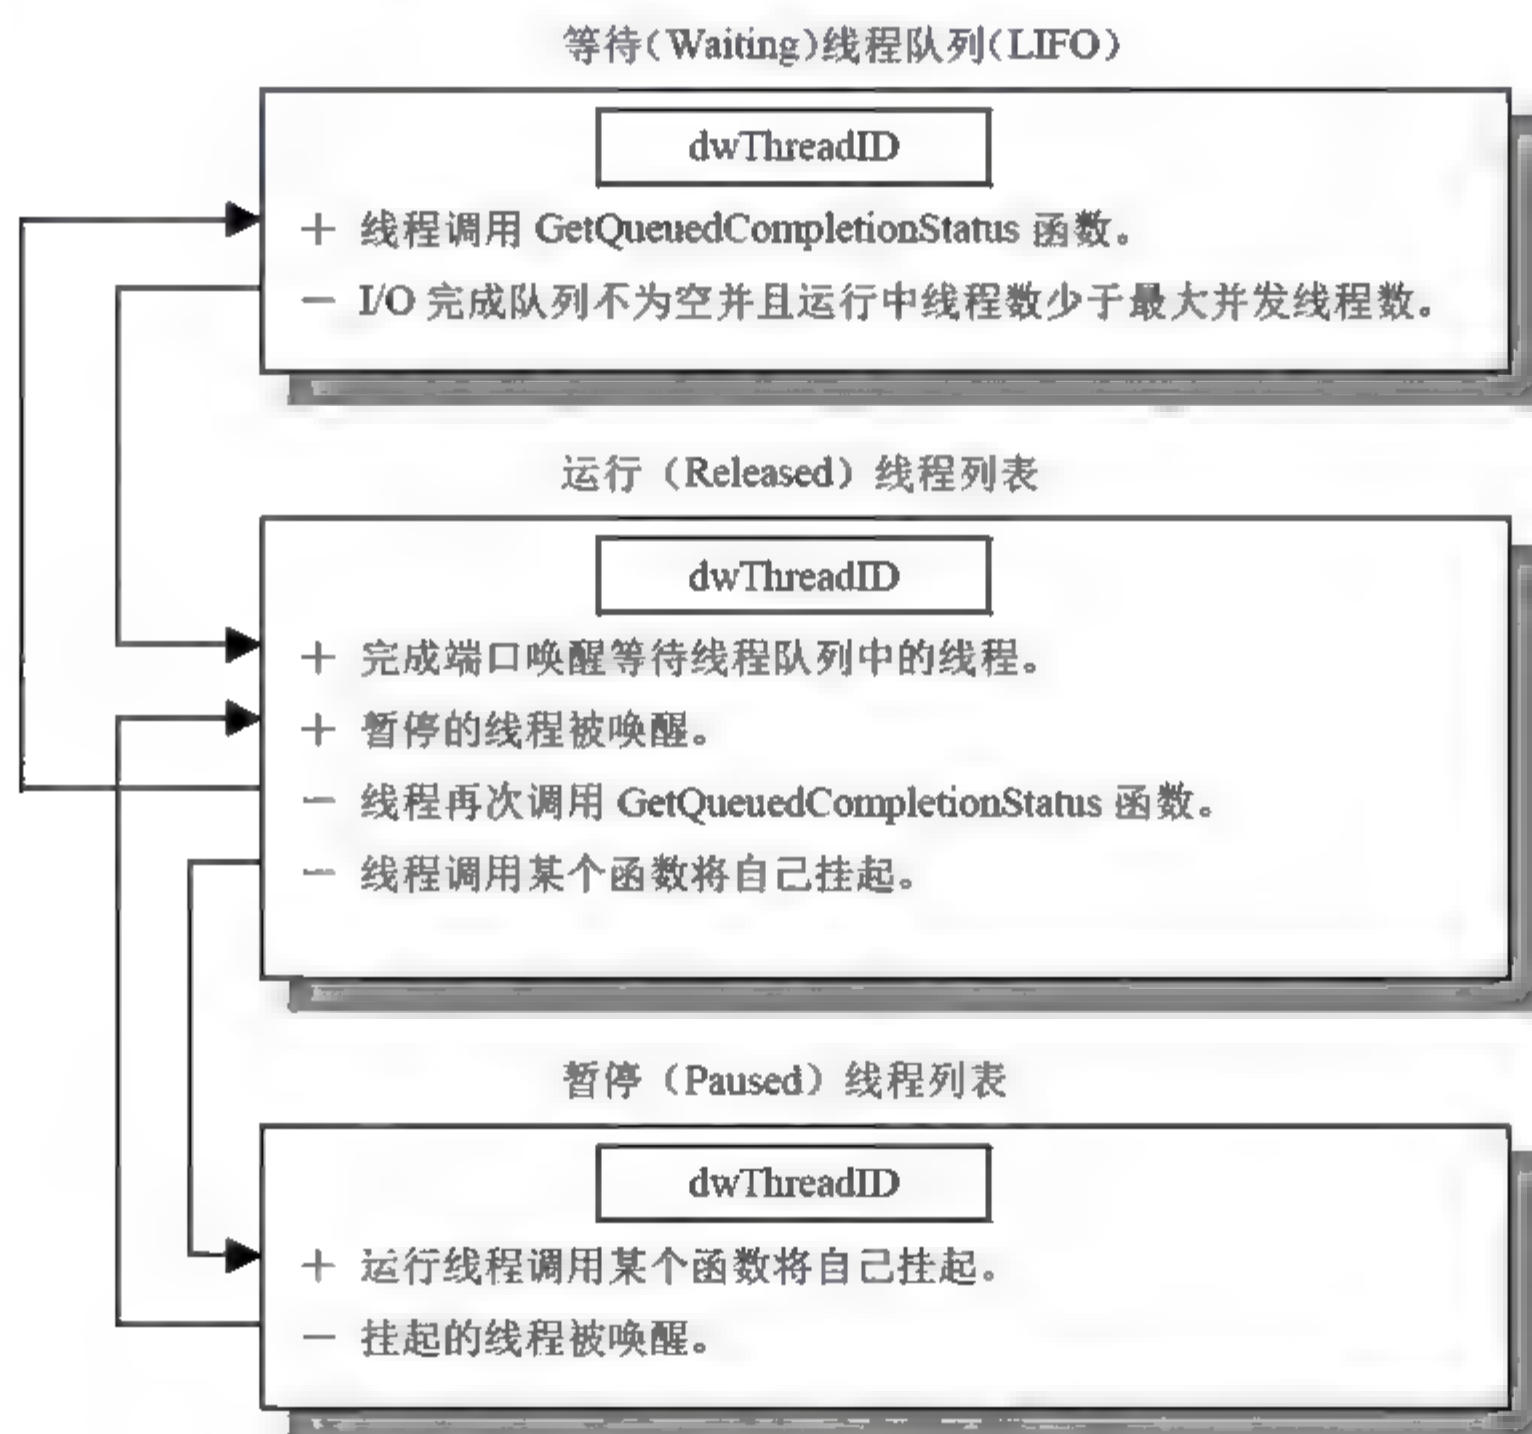 等待(Waiting)线程队列(LIFO)
dwThreadID
+ 线程调用 GetQueuedCompletionStatus 函数。
− I/O 完成队列不为空并且运行中线程数少于最大并发线程数。
运行（Released）线程列表
dwThreadID
+ 完成端口唤醒等待线程队列中的线程。
+ 暂停的线程被唤醒。
− 线程再次调用 GetQueuedCompletionStatus 函数。
− 线程调用某个函数将自己挂起。
暂停（Paused）线程列表
dwThreadID
+ 运行线程调用某个函数将自己挂起。
− 挂起的线程被唤醒。